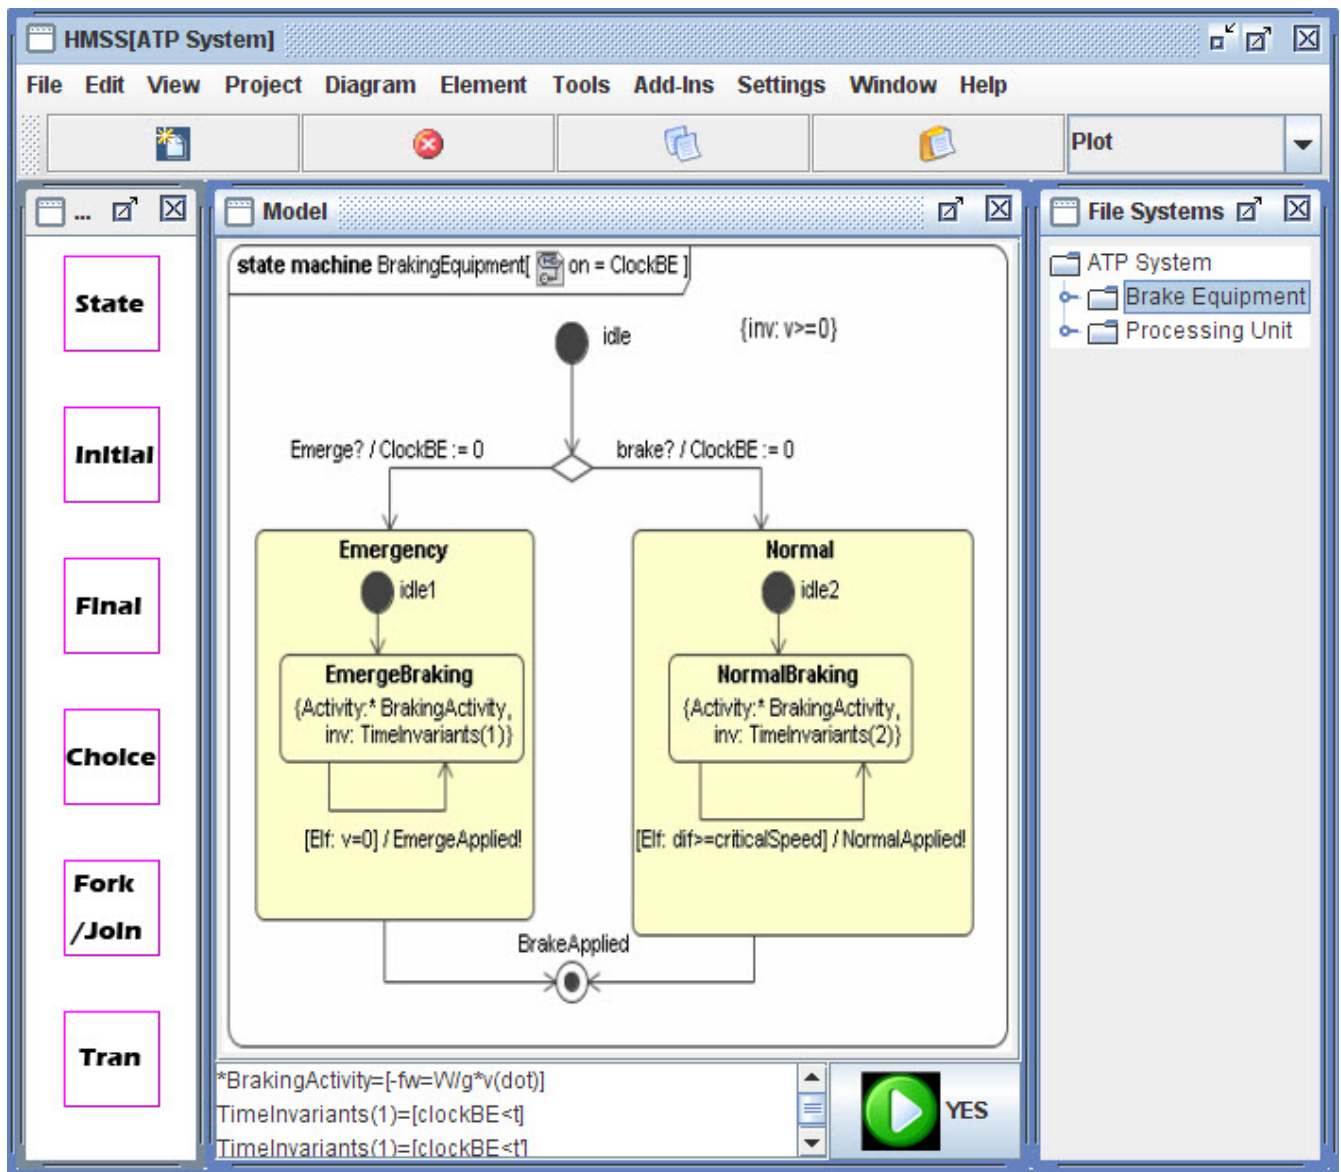 HMSS[ATP System]
File Edit View Project Diagram Element Tools Add-Ins Settings Window Help
Plot
...
State
Initial
Final
Choice
Fork
/Join
Tran
Model
state machine BrakingEquipment[ on = ClockBE ]
idle
{inv: v>=0}
Emerge? / ClockBE := 0
brake? / ClockBE := 0
Emergency
idle1
EmergeBraking
{Activity:* BrakingActivity,
inv: TimeInvariants(1)}
[Elf: v=0] / EmergeApplied!
Normal
idle2
NormalBraking
{Activity:* BrakingActivity,
inv: TimeInvariants(2)}
[Elf: dif>=criticalSpeed] / NormalApplied!
BrakeApplied
*BrakingActivity=[-fw=W/g*v(dot)]
TimeInvariants(1)=[clockBE<t]
TimeInvariants(1)=[clockBE<t']
YES
File Systems
ATP System
Brake Equipment
Processing Unit